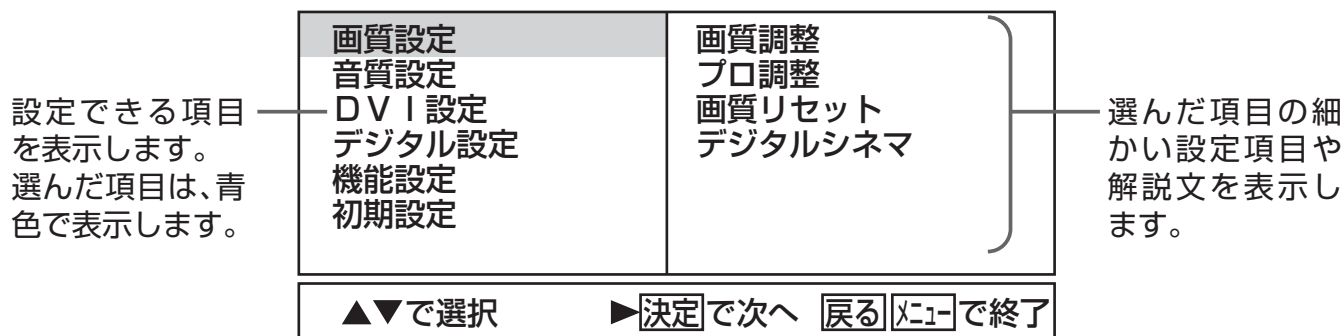 設定できる項目
を表示します。
選んだ項目は、青
色で表示します。
画質設定
音質設定
ＤＶＩ設定
デジタル設定
機能設定
初期設定
画質調整
プロ調整
画質リセット
デジタルシネマ
選んだ項目の細
かい設定項目や
解説文を表示し
ます。
▲▼で選択 ▶決定で次へ 戻る ﾒﾆｭｰで終了